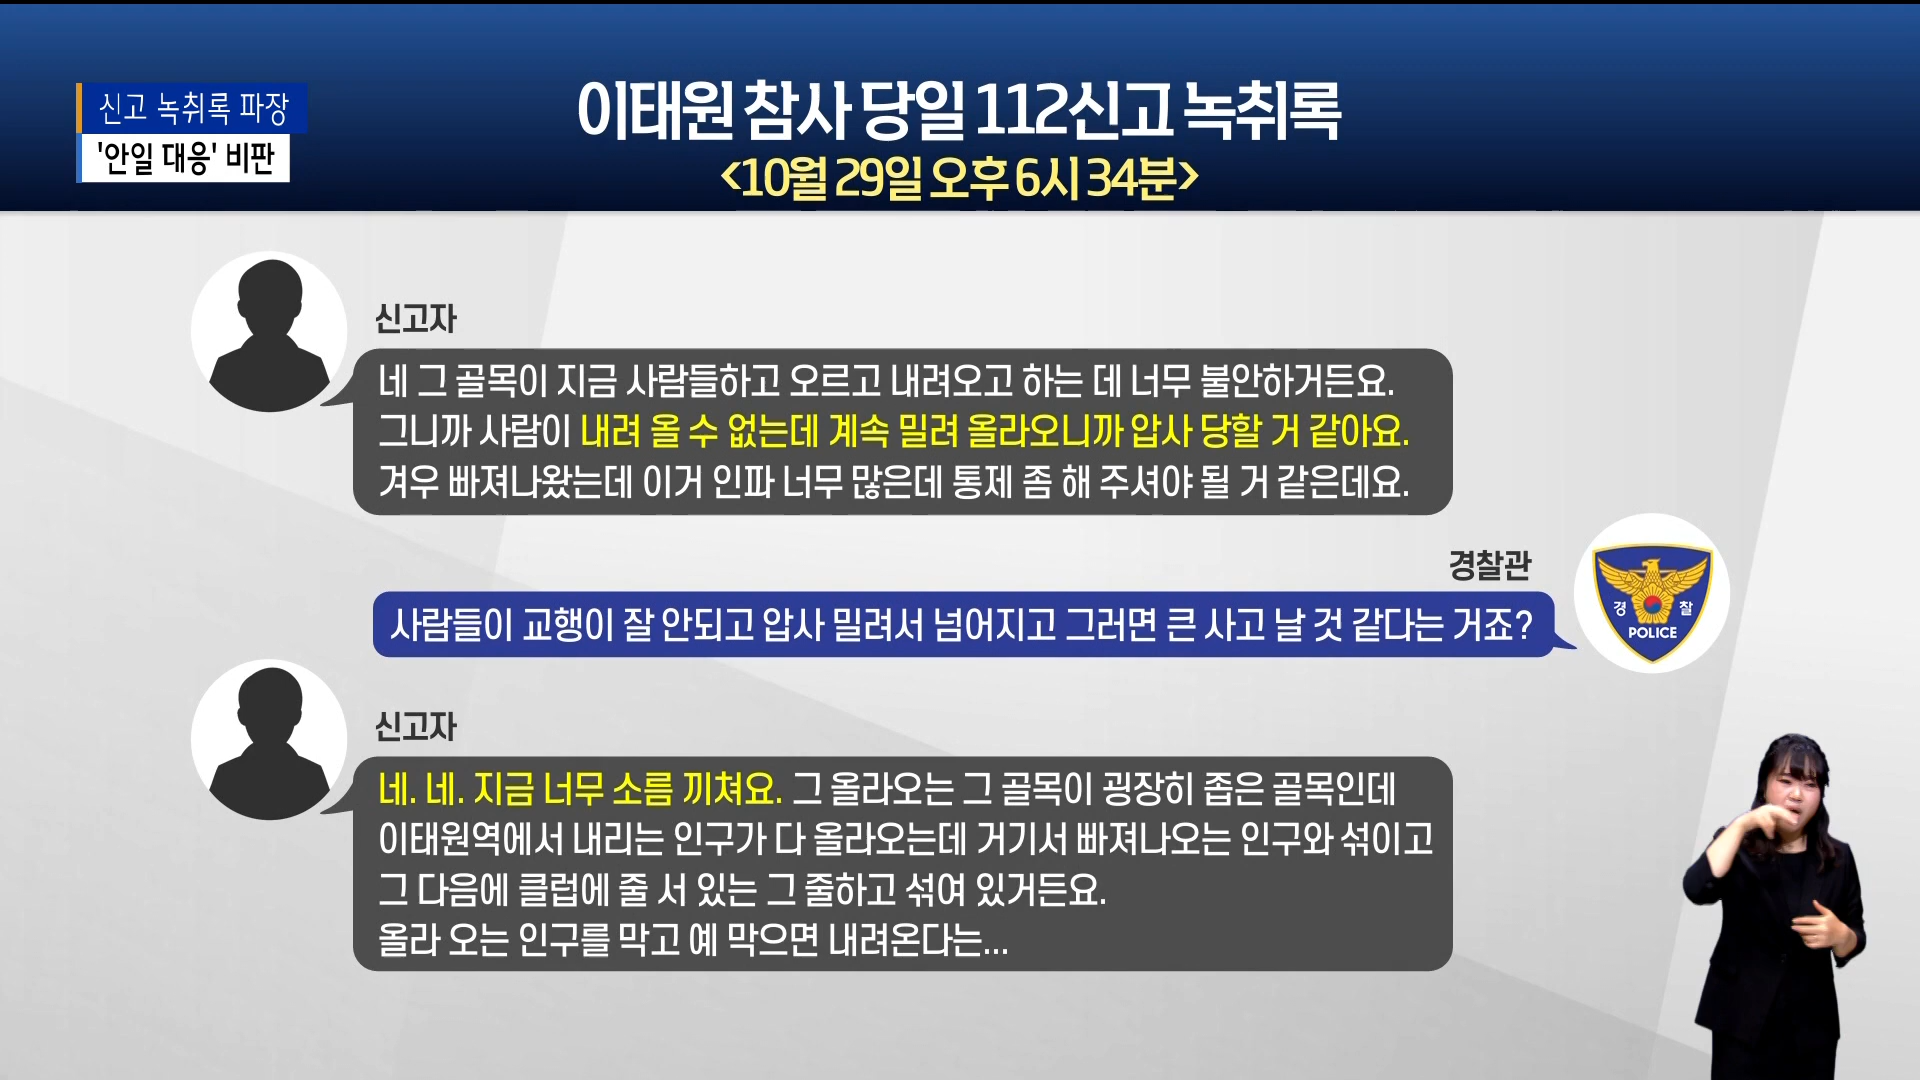 신고 녹취록 파장
'안일 대응' 비판
이태원 참사 당일 112신고 녹취록
<10월 29일 오후 6시 34분>
신고자
네 그 골목이 지금 사람들하고 오르고 내려오고 하는 데 너무 불안하거든요.
그니까 사람이 내려 올 수 없는데 계속 밀려 올라오니까 압사 당할 거 같아요.
겨우 빠져나왔는데 이거 인파 너무 많은데 통제 좀 해 주셔야 될 거 같은데요.
경찰관
사람들이 교행이 잘 안되고 압사 밀려서 넘어지고 그러면 큰 사고 날 것 같다는 거죠?
경 찰
POLICE
신고자
네. 네. 지금 너무 소름 끼쳐요. 그 올라오는 그 골목이 굉장히 좁은 골목인데
이태원역에서 내리는 인구가 다 올라오는데 거기서 빠져나오는 인구와 섞이고
그 다음에 클럽에 줄 서 있는 그 줄하고 섞여 있거든요.
올라 오는 인구를 막고 예 막으면 내려온다는...